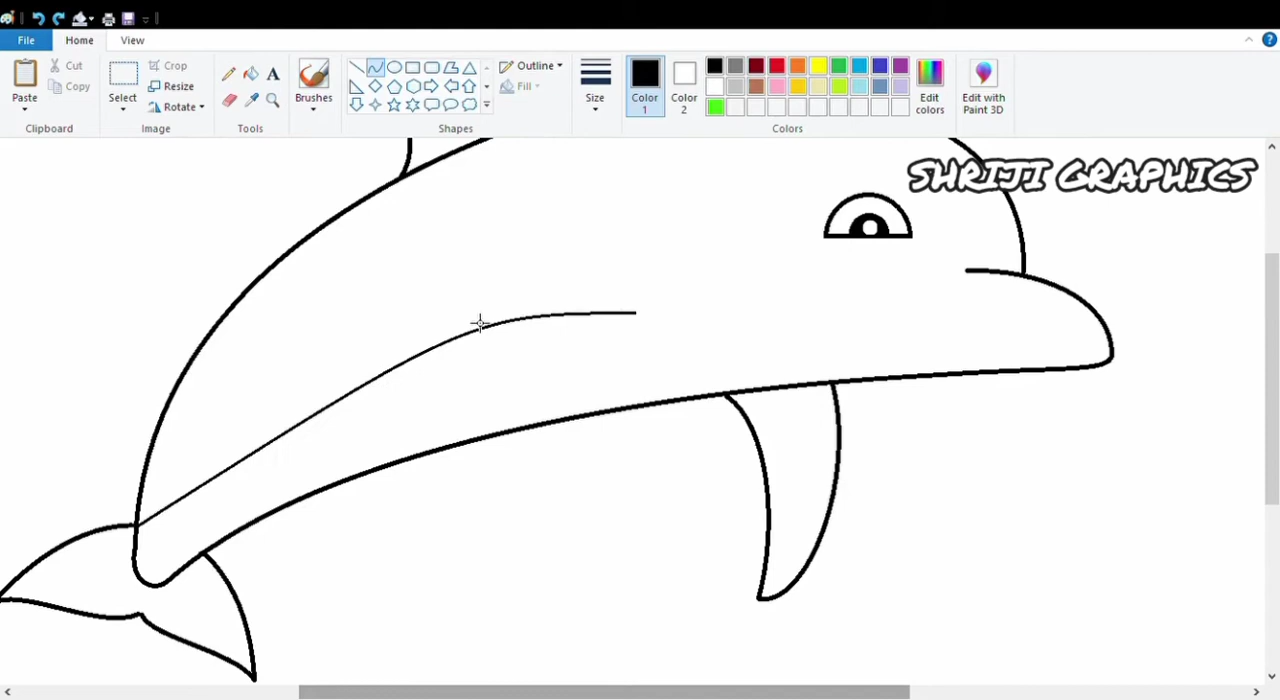 File Home View
Paste Cut Copy Clipboard
Select Crop Resize Rotate Image
A Tools
Brushes
Outline Fill Shapes
Size
Color 1 Color 2 Edit colors Colors
Edit with Paint 3D
SHRIJI GRAPHICS